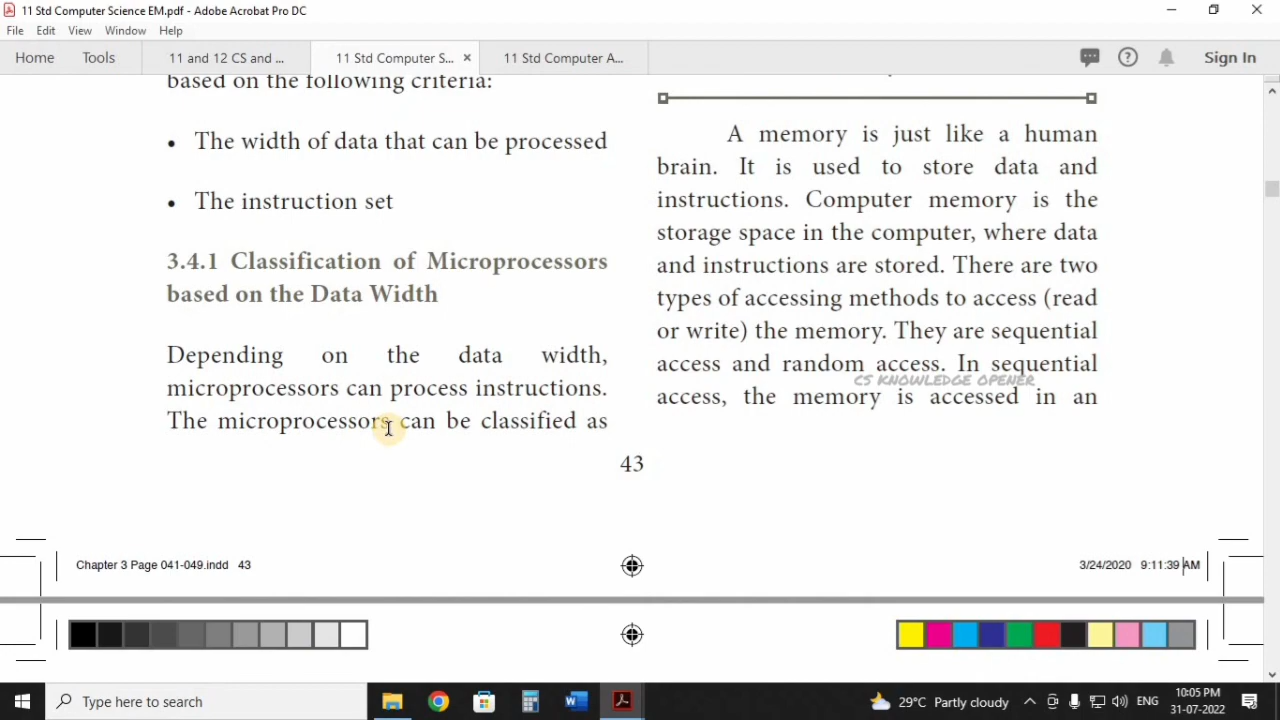 11 Std Computer Science EM.pdf - Adobe Acrobat Pro DC
File Edit View Window Help
Home Tools 11 and 12 CS and ... 11 Std Computer S... × 11 Std Computer A... Sign In
based on the following criteria:
• The width of data that can be processed
• The instruction set
3.4.1 Classification of Microprocessors
based on the Data Width
Depending on the data width,
microprocessors can process instructions.
The microprocessors can be classified as
A memory is just like a human
brain. It is used to store data and
instructions. Computer memory is the
storage space in the computer, where data
and instructions are stored. There are two
types of accessing methods to access (read
or write) the memory. They are sequential
access and random access. In sequential
CS KNOWLEDGE OPENER
access, the memory is accessed in an
43
Chapter 3 Page 041-049.indd 43
3/24/2020 9:11:39 AM
Type here to search
29°C Partly cloudy
ENG
10:05 PM
31-07-2022